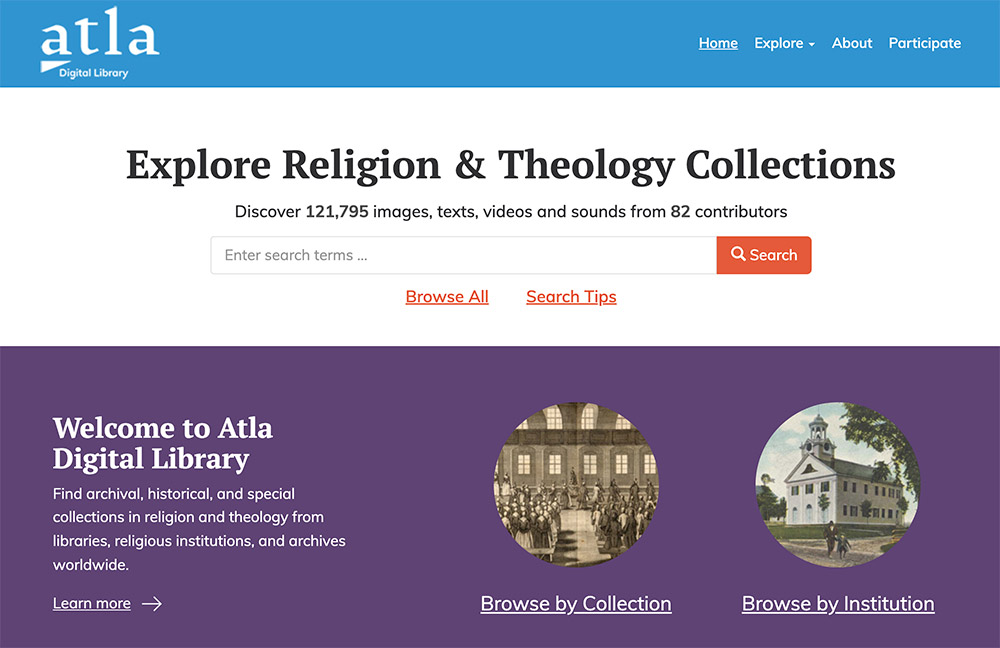 atla
Digital Library
Home Explore About Participate
Explore Religion & Theology Collections
Discover 121,795 images, texts, videos and sounds from 82 contributors
Enter search terms ... Search
Browse All Search Tips
Welcome to Atla
Digital Library
Find archival, historical, and special
collections in religion and theology from
libraries, religious institutions, and archives
worldwide.
Learn more
Browse by Collection Browse by Institution